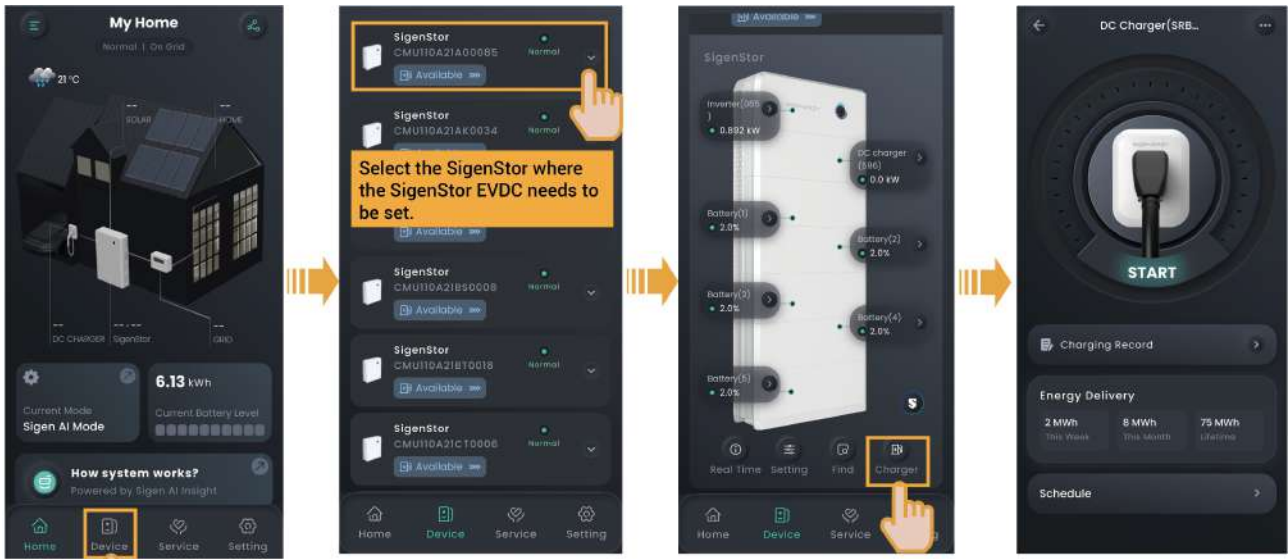 My Home
Normal | On Grid
21 °C
--
SOLAR
--
HOME
--
DC CHARGER
-- . --
SigenStor
--
GRID
Current Mode
Sigen AI Mode
6.13 kWh
Current Battery Level
How system works?
Powered by Sigen AI Insight
Home
Device
Service
Setting
SigenStor
CMU110A21A00085
Normal
Available
SigenStor
CMU110A21AK0034
Normal
Select the SigenStor where
the SigenStor EVDC needs to
be set.
Available
SigenStor
CMU110A21BS0008
Normal
Available
SigenStor
CMU110A21BT0018
Normal
Available
SigenStor
CMU110A21CT0006
Normal
Available
Home
Device
Service
Setting
Available
SigenStor
Inverter(085
)
0.892 kW
DC charger
(596)
0.0 kW
Battery(1)
2.0%
Battery(2)
2.0%
Battery(3)
2.0%
Battery(4)
2.0%
Battery(5)
2.0%
S
Real Time
Setting
Find
Charger
Home
Device
Service
g
DC Charger(SRB...
START
Charging Record
Energy Delivery
2 MWh
This Week
8 MWh
This Month
75 MWh
Lifetime
Schedule